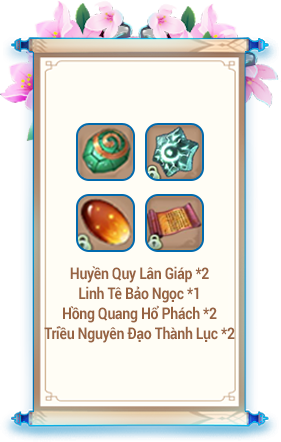 Huyền Quy Lân Giáp *2
Linh Tê Bảo Ngọc *1
Hồng Quang Hổ Phách *2
Triều Nguyên Đạo Thành Lục *2